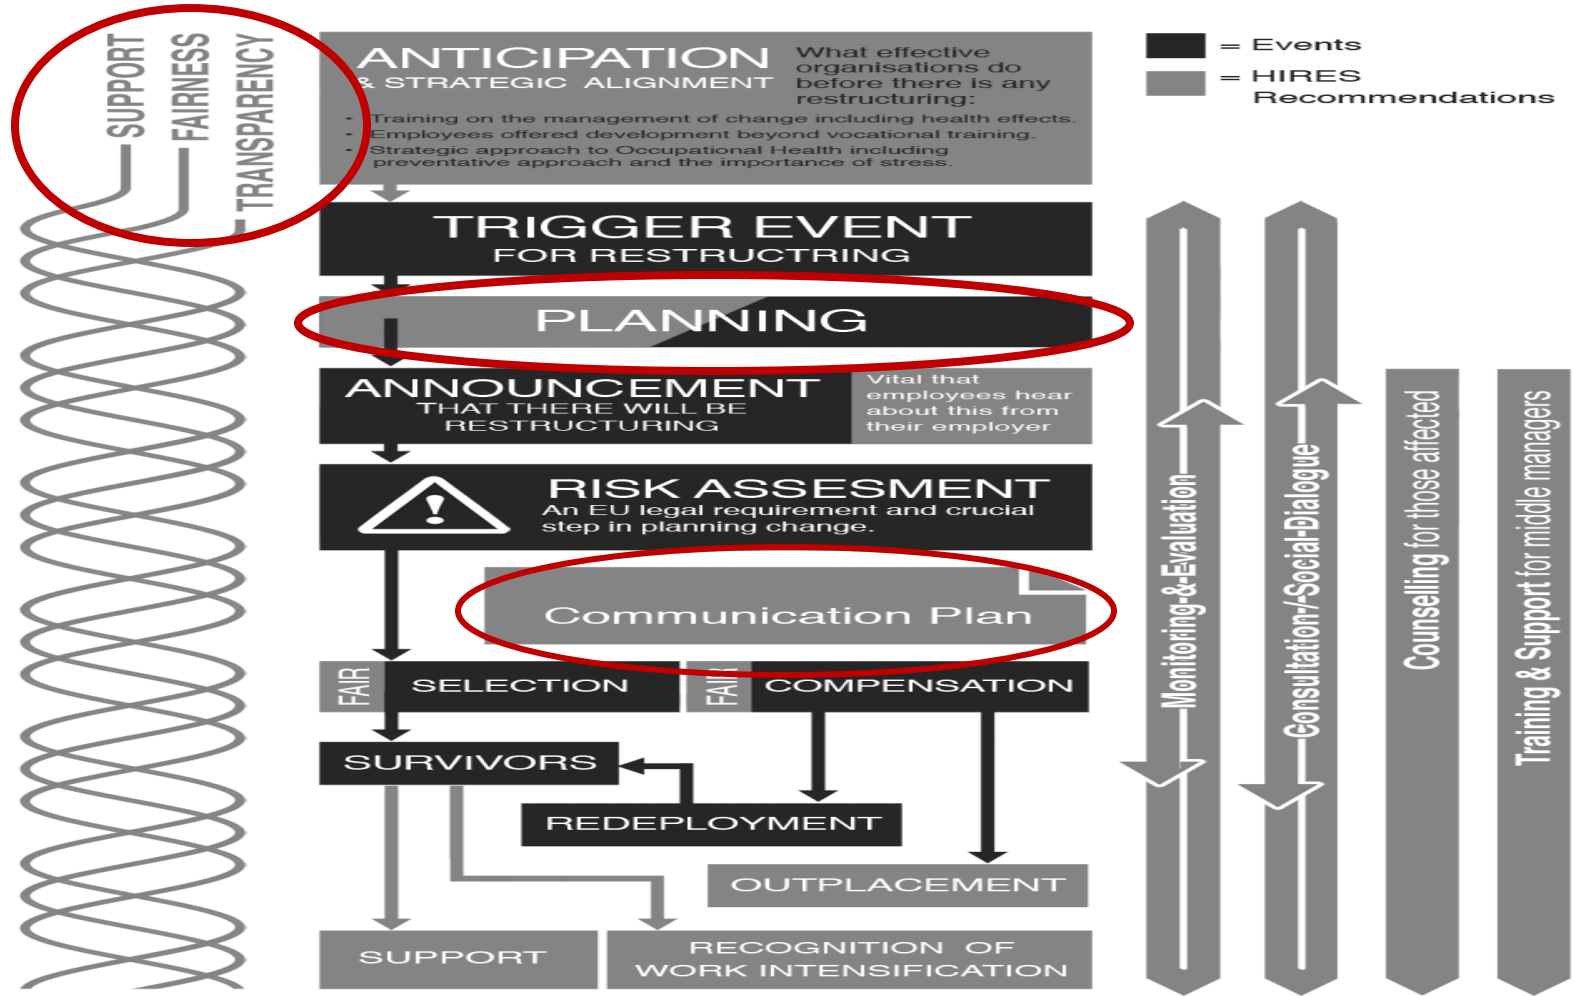 SUPPORT
FAIRNESS
TRANSPARENCY
ANTICIPATION
& STRATEGIC ALIGNMENT
What effective
organisations do
before there is any
restructuring:
• Training on the management of change including health effects.
• Employees offered development beyond vocational training.
• Strategic approach to Occupational Health including
preventative approach and the importance of stress.
= Events
= HIRES
Recommendations
TRIGGER EVENT
FOR RESTRUCTRING
PLANNING
ANNOUNCEMENT
THAT THERE WILL BE
RESTRUCTURING
Vital that
employees hear
about this from
their employer
RISK ASSESMENT
An EU legal requirement and crucial
step in planning change.
Communication Plan
FAIR
SELECTION
FAIR
COMPENSATION
SURVIVORS
REDEPLOYMENT
OUTPLACEMENT
SUPPORT
RECOGNITION OF
WORK INTENSIFICATION
Monitoring & Evaluation
Consultation / Social Dialogue
Counselling for those affected
Training & Support for middle managers